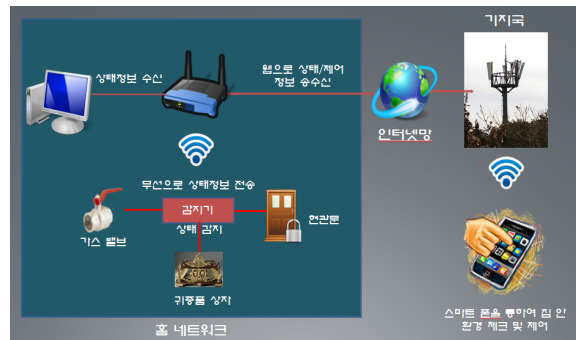 기지국
상태정보 수신
웹으로 상태/제어
정보 송수신
인터넷망
무선으로 상태정보 전송
감지기
가스 밸브
상태 감지
현관문
귀중품 상자
스마트 폰을 통하여 집 안
환경 체크 및 제어
홈 네트워크